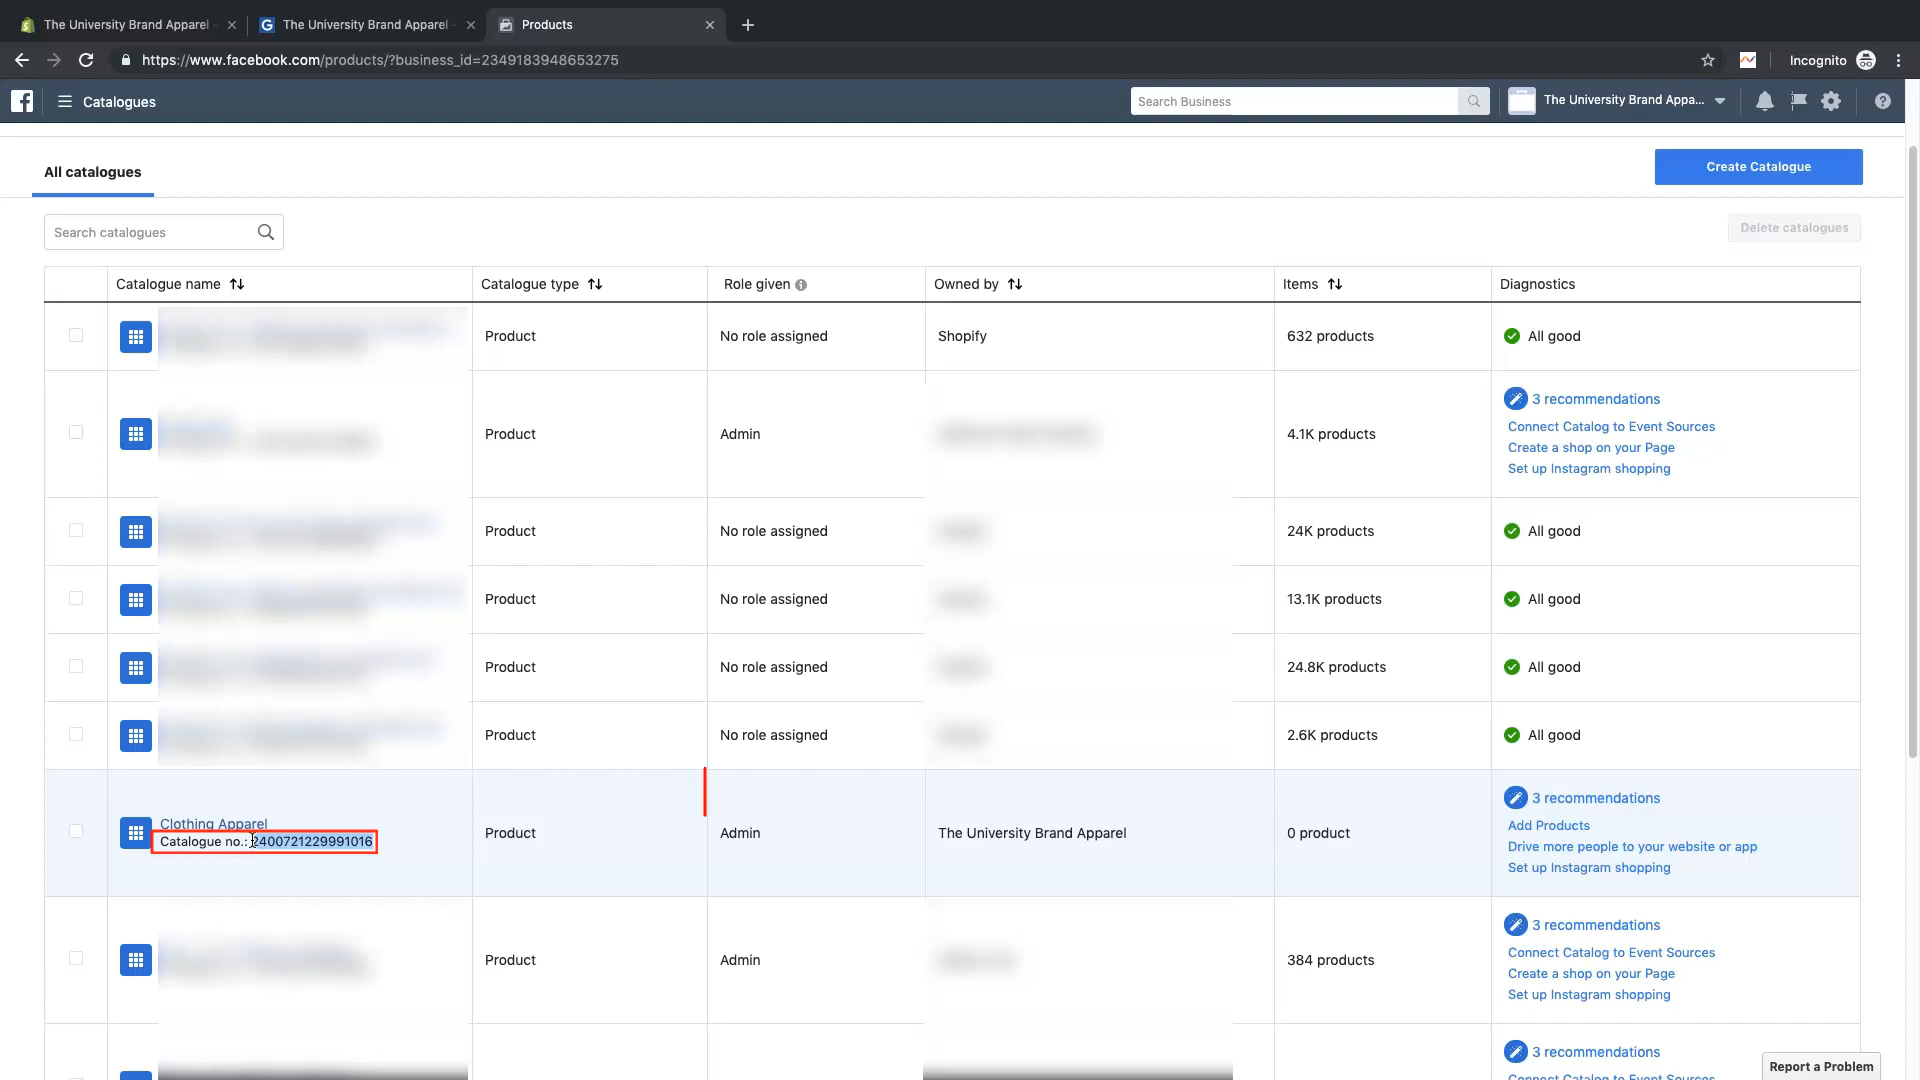 The University Brand Apparel -
The University Brand Apparel -
Products
https://www.facebook.com/products/?business_id=2349183948653275
Incognito
Catalogues
Search Business
The University Brand Appa...
All catalogues
Create Catalogue
Search catalogues
Delete catalogues
Catalogue name
Catalogue type
Role given
Owned by
Items
Diagnostics
Product
No role assigned
Shopify
632 products
All good
Product
Admin
4.1K products
3 recommendations
Connect Catalog to Event Sources
Create a shop on your Page
Set up Instagram shopping
Product
No role assigned
24K products
All good
Product
No role assigned
13.1K products
All good
Product
No role assigned
24.8K products
All good
Product
No role assigned
2.6K products
All good
Clothing Apparel
Catalogue no.: 2400721229991016
Product
Admin
The University Brand Apparel
0 product
3 recommendations
Add Products
Drive more people to your website or app
Set up Instagram shopping
Product
Admin
384 products
3 recommendations
Connect Catalog to Event Sources
Create a shop on your Page
Set up Instagram shopping
3 recommendations
Connect Catalog to Event Sources
Report a Problem